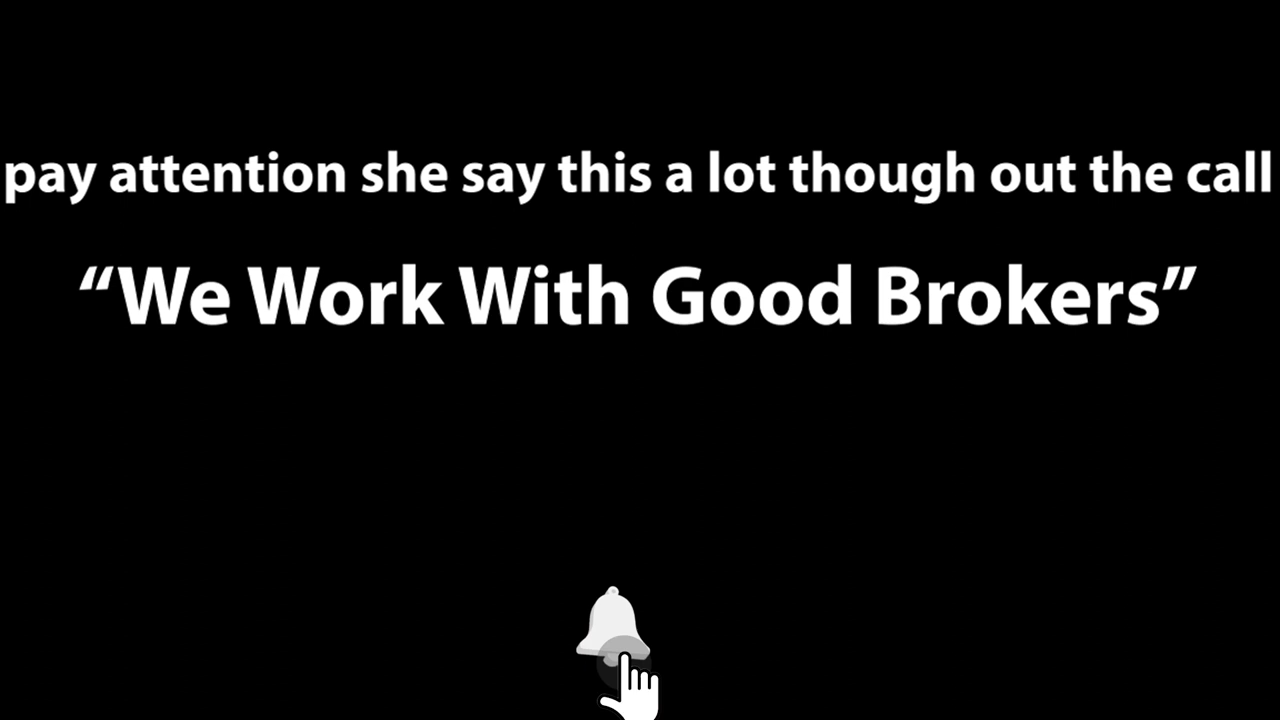 pay attention she say this a lot though out the call
“We Work With Good Brokers”